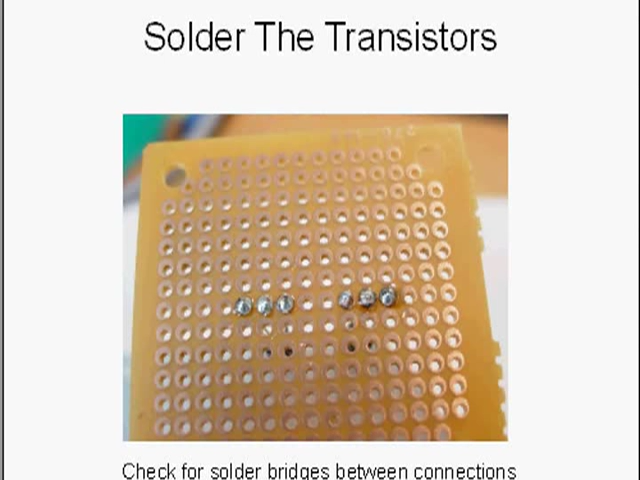 Solder The Transistors
Check for solder bridges between connections